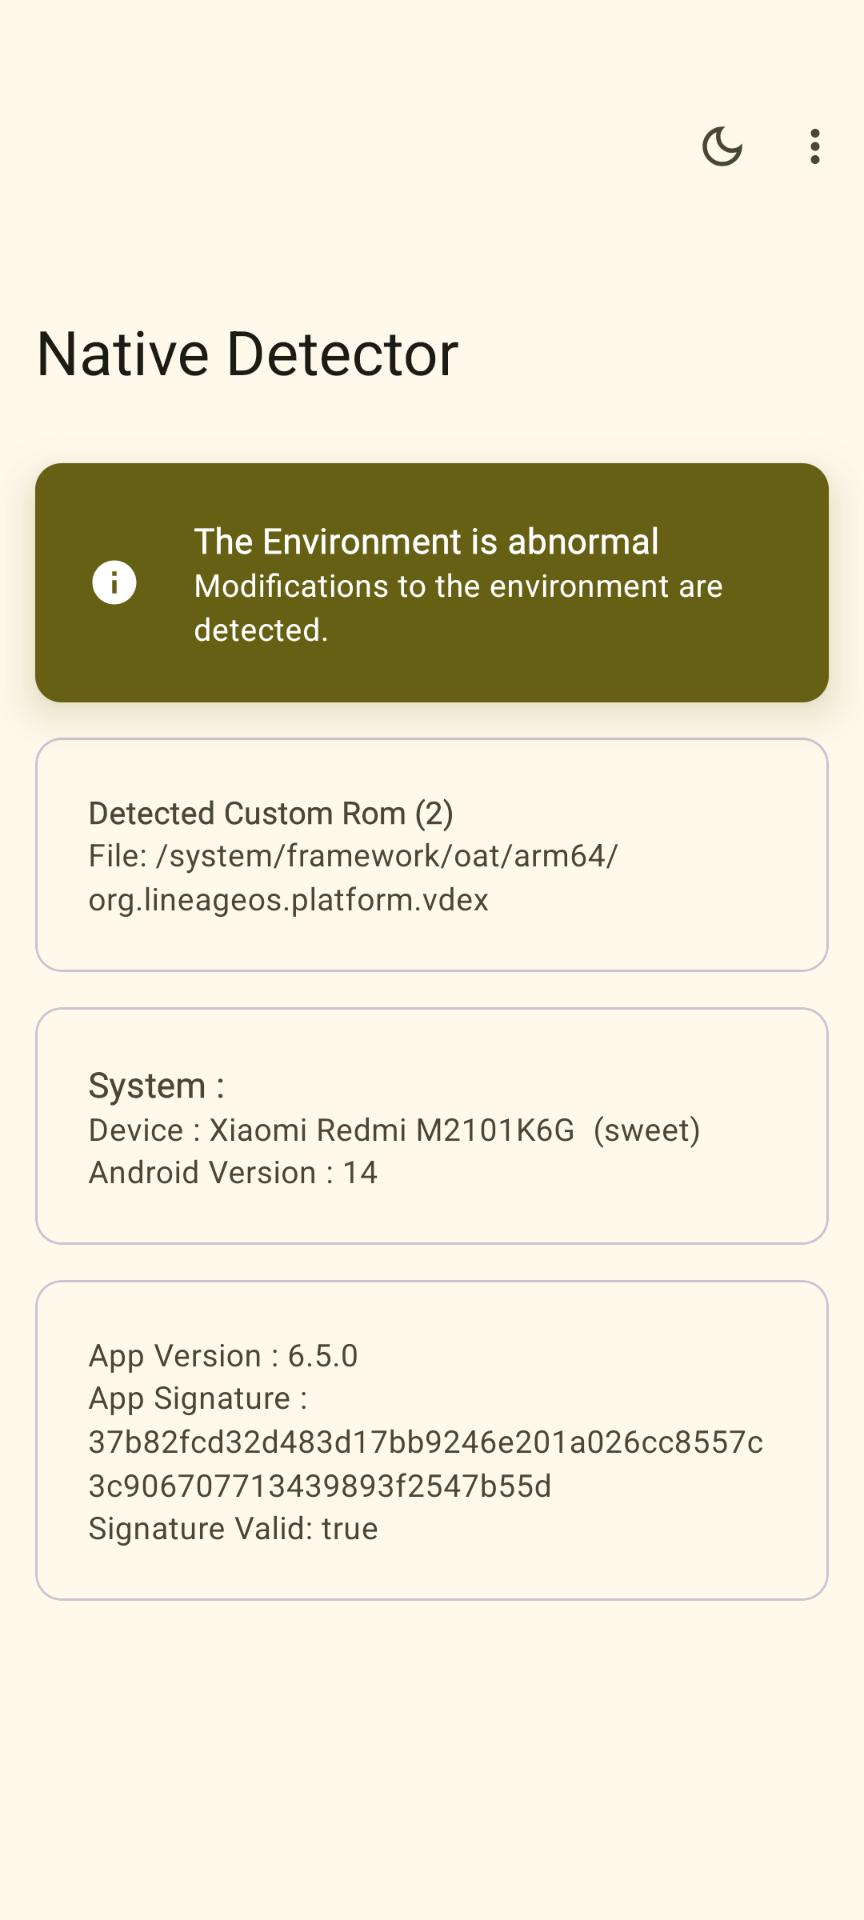 Native Detector
The Environment is abnormal
Modifications to the environment are
detected.
Detected Custom Rom (2)
File: /system/framework/oat/arm64/
org.lineageos.platform.vdex
System :
Device : Xiaomi Redmi M2101K6G  (sweet)
Android Version : 14
App Version : 6.5.0
App Signature :
37b82fcd32d483d17bb9246e201a026cc8557c
3c906707713439893f2547b55d
Signature Valid: true